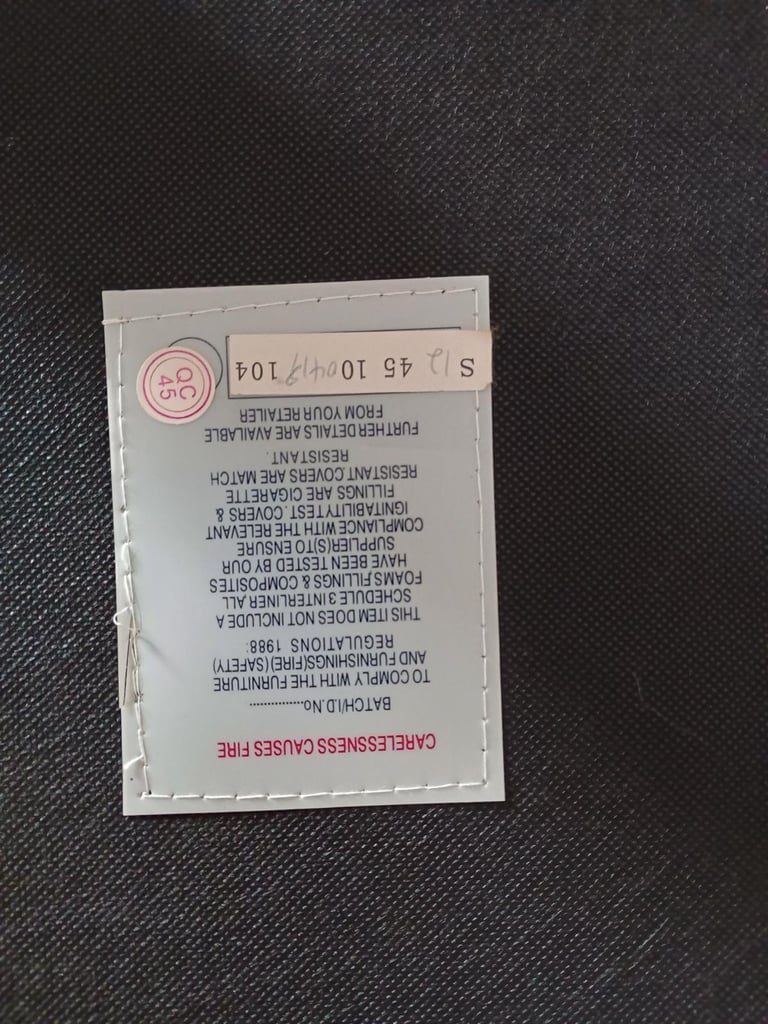 CARELESSNESS CAUSES FIRE
BATCH/I.D.No.................
TO COMPLY WITH THE FURNITURE
AND FURNISHINGS(FIRE)(SAFETY)
REGULATIONS 1988:
THIS ITEM DOES NOT INCLUDE A
SCHEDULE 3 INTERLINER ALL
FOAMS FILLINGS & COMPOSITES
HAVE BEEN TESTED BY OUR
SUPPLIER(S)TO ENSURE
COMPLIANCE WITH THE RELEVANT
IGNITABILITY TEST. COVERS &
FILLINGS ARE CIGARETTE
RESISTANT.COVERS ARE MATCH
RESISTANT.
FURTHER DETAILS ARE AVAILABLE
FROM YOUR RETAILER
S 12 45 10 104
QC
45